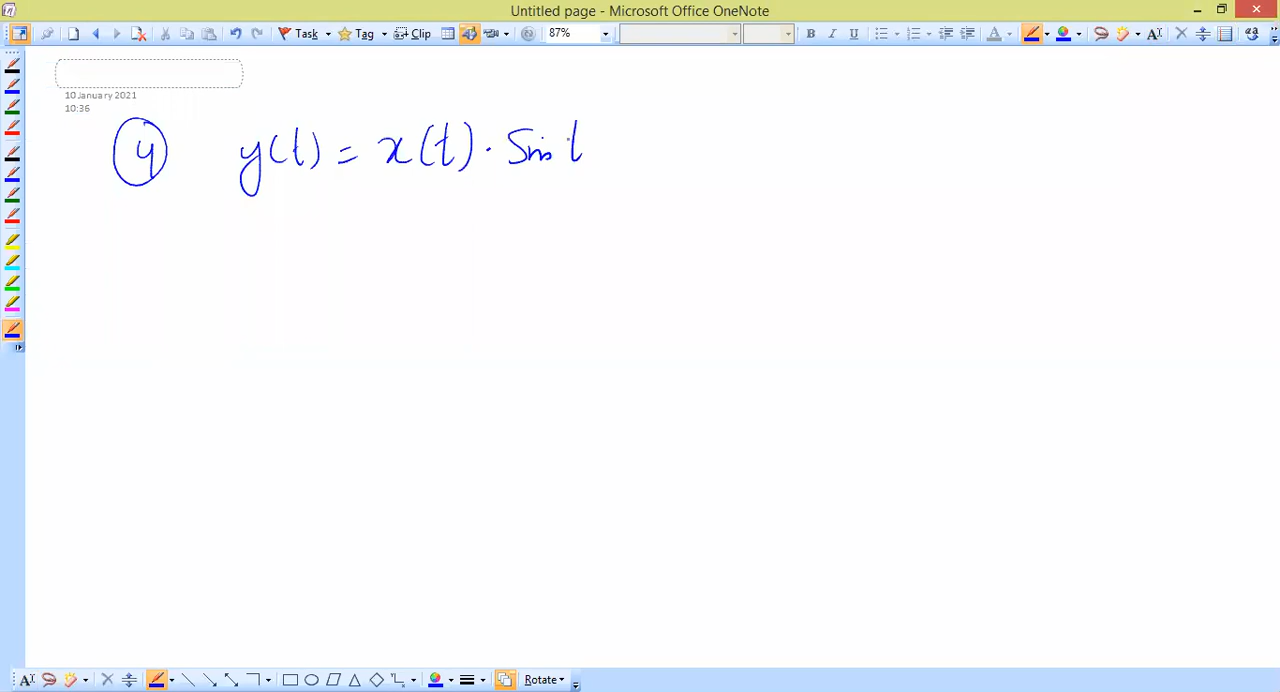 Untitled page - Microsoft Office OneNote
Task Tag Clip 87% B I U
10 January 2021
10:36
4 y(t) = x(t) · Sin t
Rotate